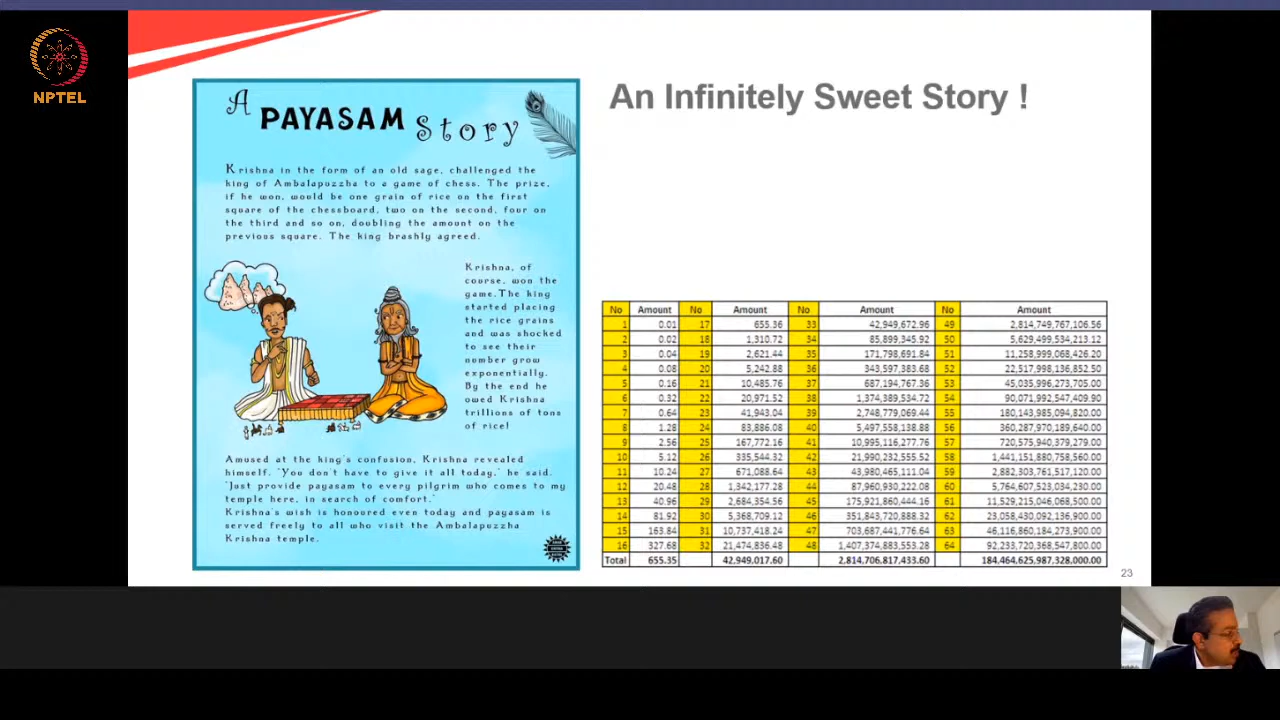 NPTEL
A PAYASAM Story
Krishna in the form of an old sage, challenged the
king of Ambalapuzzha to a game of chess. The prize,
if he won, would be one grain of rice on the first
square of the chessboard, two on the second, four on
the third and so on, doubling the amount on the
previous square. The king brashly agreed.
Krishna, of
course, won the
game.The king
started placing
the rice grains
and was shocked
to see their
number grow
exponentially.
By the end he
owed Krishna
trillions of tons
of rice!
Amused at the king's confusion, Krishna revealed
himself. "You don't have to give it all today," he said.
"Just provide payasam to every pilgrim who comes to my
temple here, in search of comfort."
Krishna's wish is honoured even today and payasam is
served freely to all who visit the Ambalapuzzha
Krishna temple.
An Infinitely Sweet Story !
No Amount No Amount No Amount No Amount
1 0.01 17 655.36 33 42,949,672.96 49 2,814,749,767,106.56
2 0.02 18 1,310.72 34 85,899,345.92 50 5,629,499,534,213.12
3 0.04 19 2,621.44 35 171,798,691.84 51 11,258,999,068,426.20
4 0.08 20 5,242.88 36 343,597,383.68 52 22,517,998,136,852.50
5 0.16 21 10,485.76 37 687,194,767.36 53 45,035,996,273,705.00
6 0.32 22 20,971.52 38 1,374,389,534.72 54 90,071,992,547,409.90
7 0.64 23 41,943.04 39 2,748,779,069.44 55 180,143,985,094,820.00
8 1.28 24 83,886.08 40 5,497,558,138.88 56 360,287,970,189,640.00
9 2.56 25 167,772.16 41 10,995,116,277.76 57 720,575,940,379,279.00
10 5.12 26 335,544.32 42 21,990,232,555.52 58 1,441,151,880,758,560.00
11 10.24 27 671,088.64 43 43,980,465,111.04 59 2,882,303,761,517,120.00
12 20.48 28 1,342,177.28 44 87,960,930,222.08 60 5,764,607,523,034,230.00
13 40.96 29 2,684,354.56 45 175,921,860,444.16 61 11,529,215,046,068,500.00
14 81.92 30 5,368,709.12 46 351,843,720,888.32 62 23,058,430,092,136,900.00
15 163.84 31 10,737,418.24 47 703,687,441,776.64 63 46,116,860,184,273,900.00
16 327.68 32 21,474,836.48 48 1,407,374,883,553.28 64 92,233,720,368,547,800.00
Total 655.35 42,949,017.60 2,814,706,817,433.60 184,464,625,987,328,000.00
23